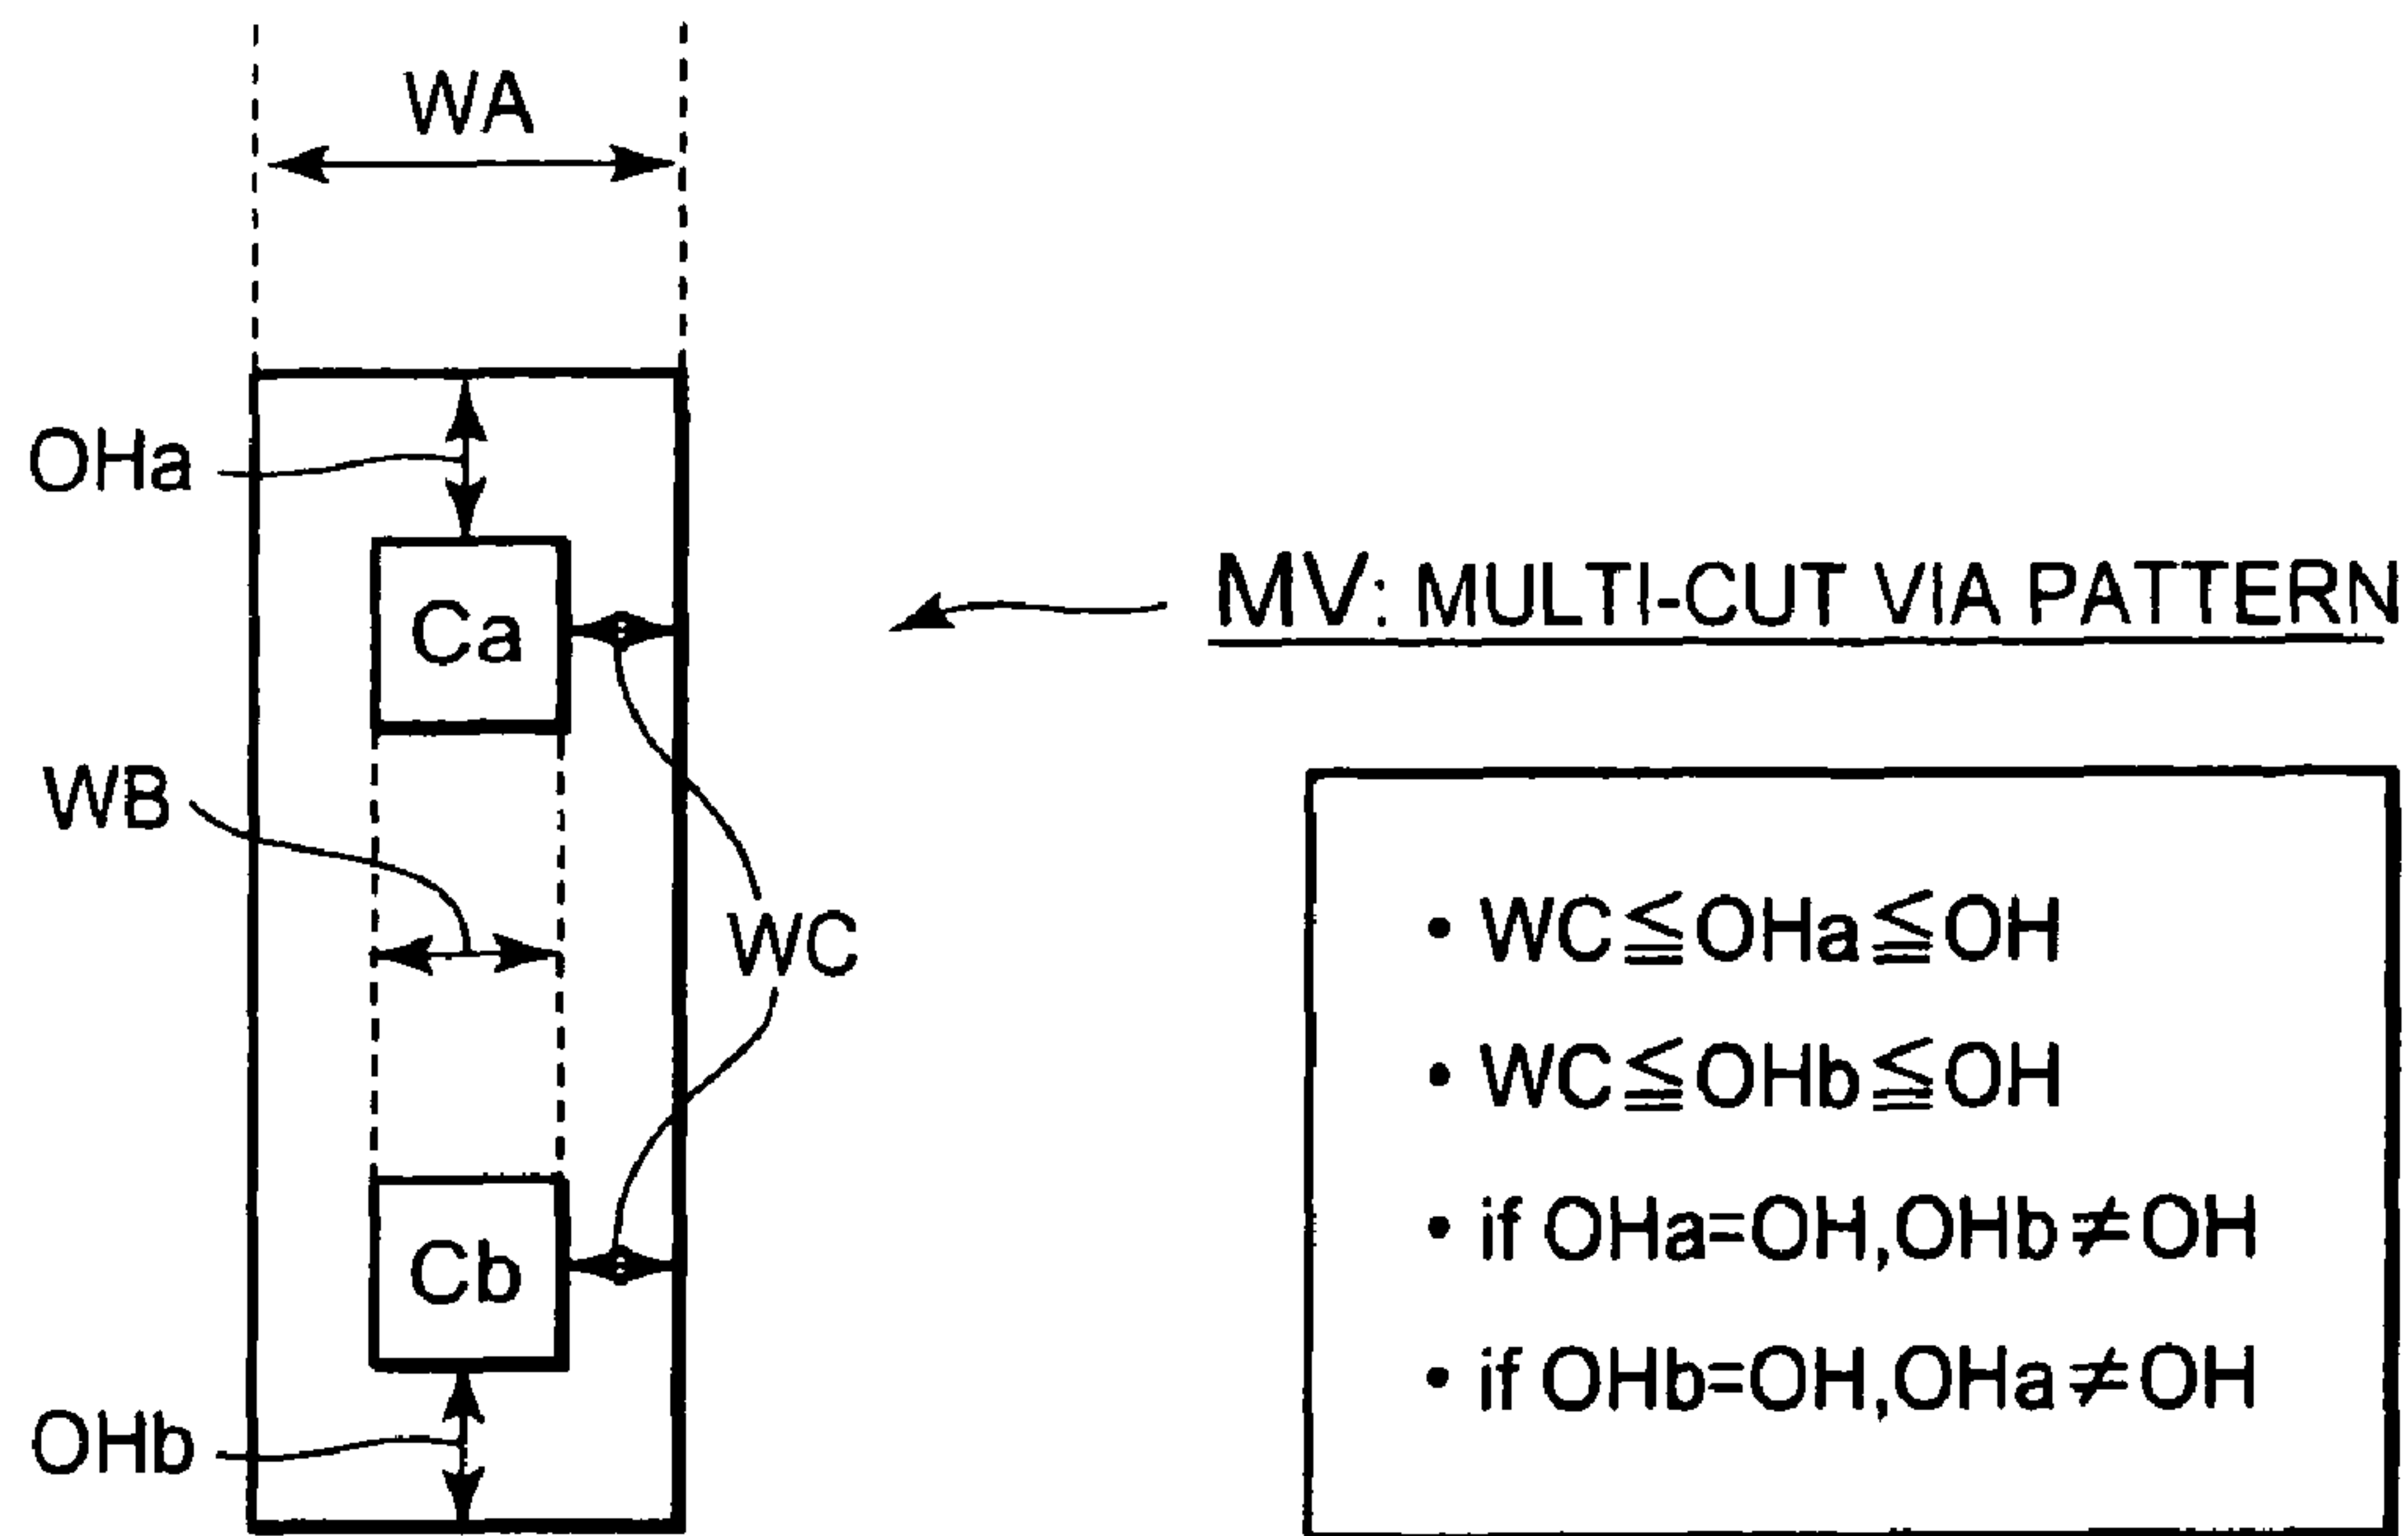 WA
OHa
Ca
MV: MULTI-CUT VIA PATTERN
WB
WC
Cb
OHb
• WC≦OHa≦OH
• WC≦OHb≦OH
• if OHa=OH,OHb≠OH
• if OHb=OH,OHa≠OH